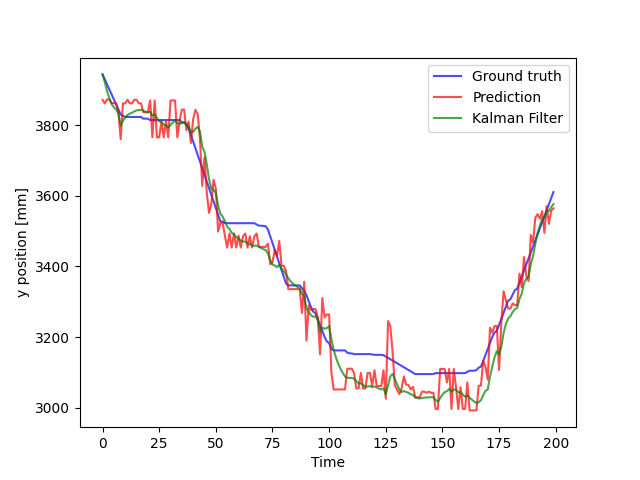 Ground truth
Prediction
Kalman Filter
y position [mm]
3800
3600
3400
3200
3000
0 25 50 75 100 125 150 175 200
Time